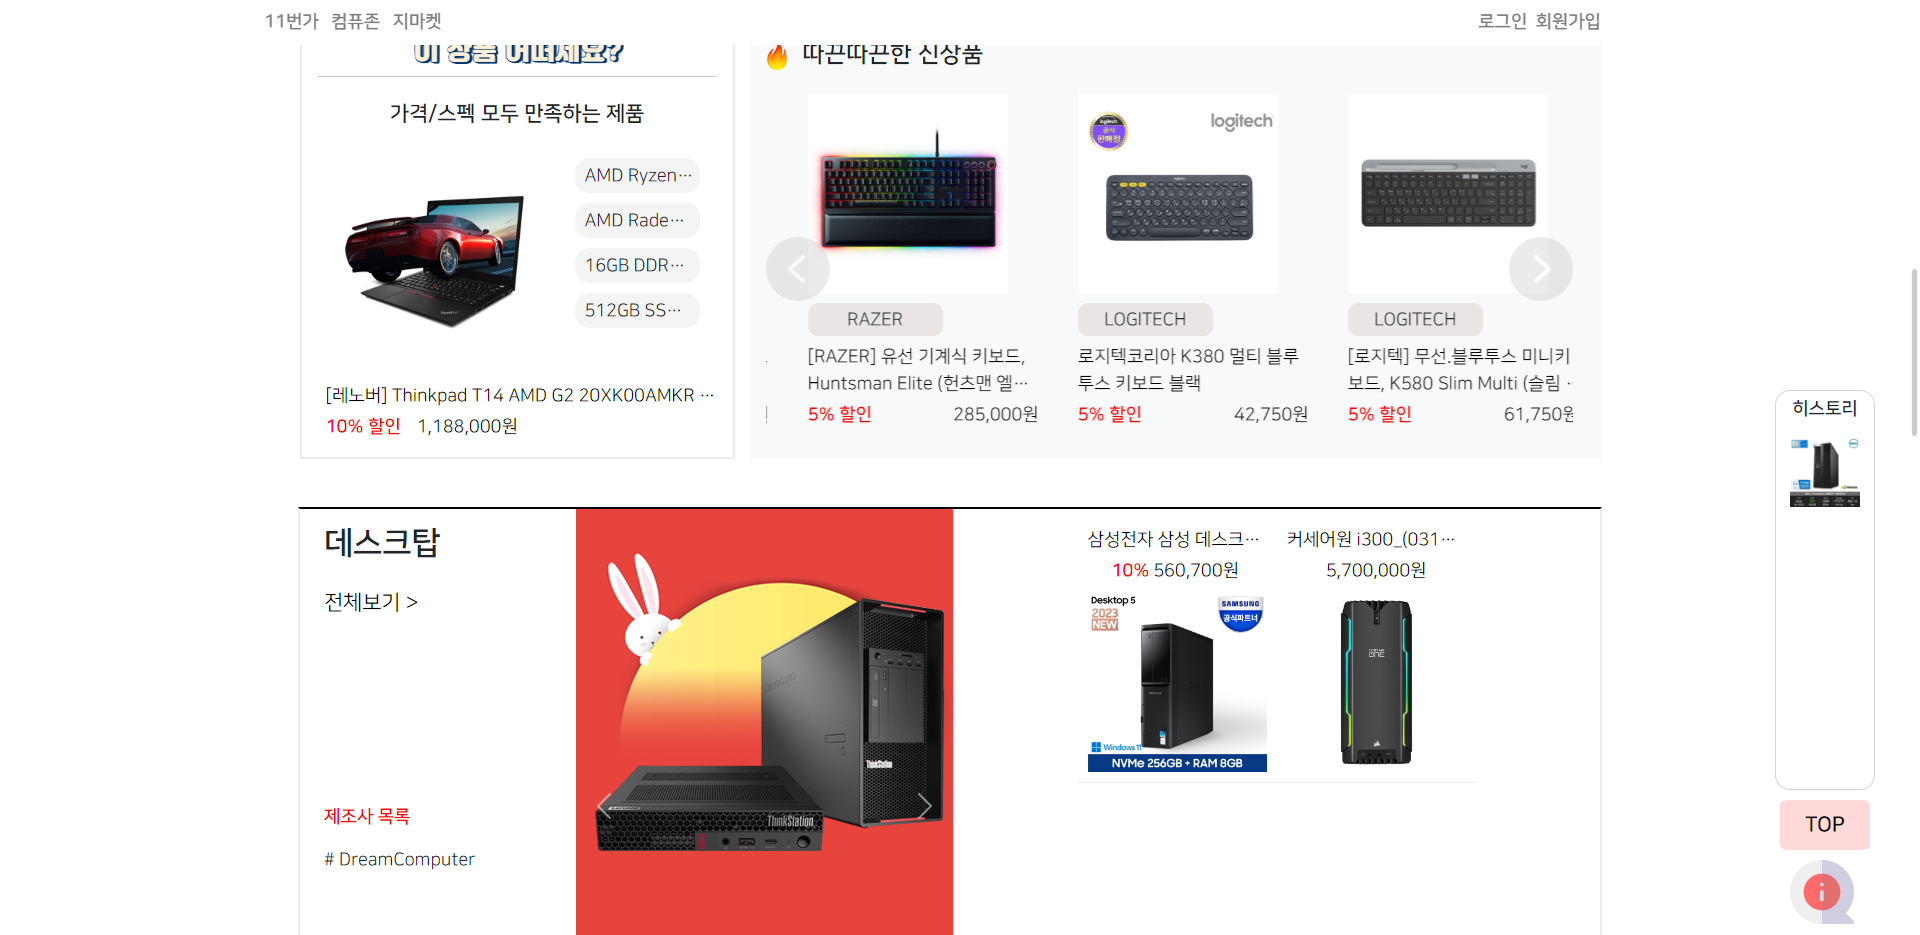 11번가 컴퓨존 지마켓
로그인 회원가입
이 상품 어떠세요?
가격/스펙 모두 만족하는 제품
AMD Ryzen…
AMD Rade…
16GB DDR…
512GB SS…
[레노버] Thinkpad T14 AMD G2 20XK00AMKR …
10% 할인 1,188,000원
따끈따끈한 신상품
RAZER
[RAZER] 유선 기계식 키보드,
Huntsman Elite (헌츠맨 엘…
5% 할인 285,000원
logitech
공식
판매점
logitech
LOGITECH
로지텍코리아 K380 멀티 블루
투스 키보드 블랙
5% 할인 42,750원
LOGITECH
[로지텍] 무선.블루투스 미니키
보드, K580 Slim Multi (슬림 ·
5% 할인 61,750원
데스크탑
전체보기 >
제조사 목록
# DreamComputer
ThinkStation
ThinkStation
삼성전자 삼성 데스크…
10% 560,700원
Desktop 5
2023
NEW
SAMSUNG
공식파트너
Windows 11
NVMe 256GB + RAM 8GB
커세어원 i300_(031…
5,700,000원
히스토리
TOP